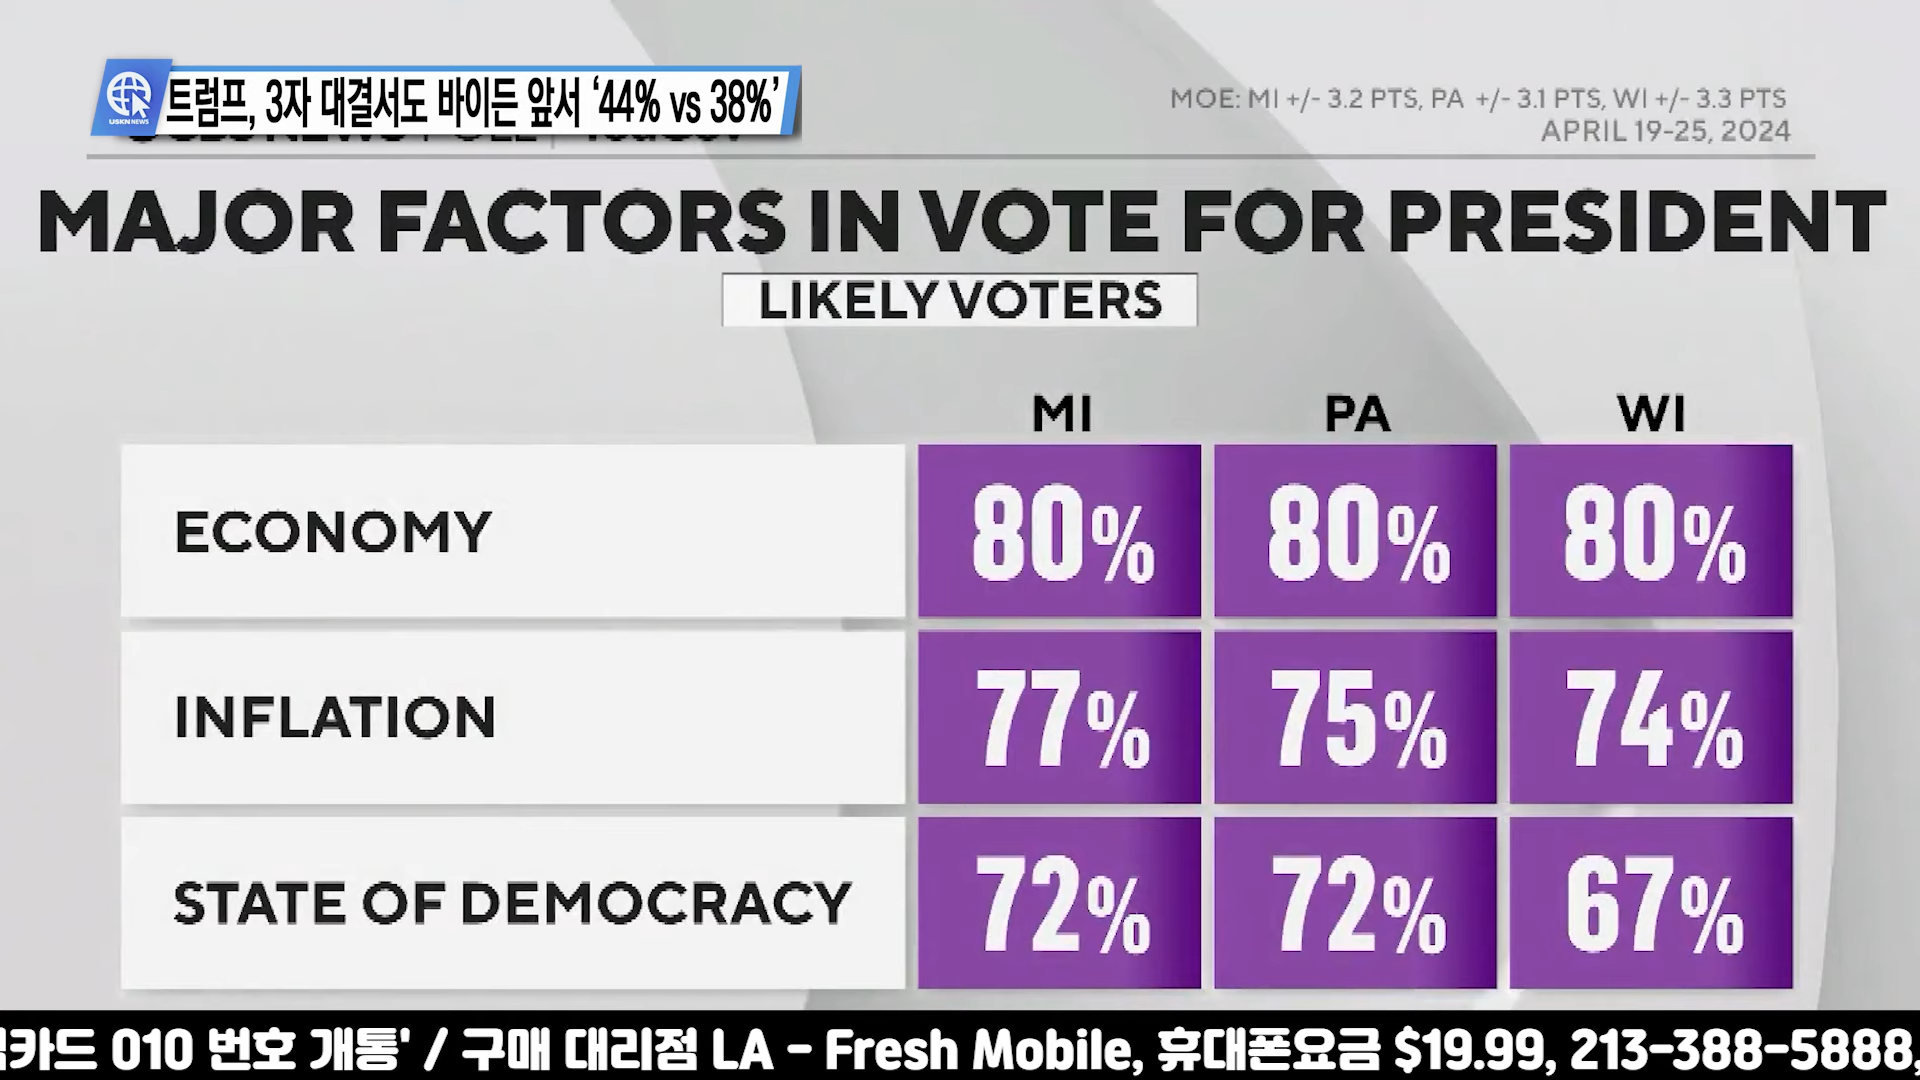 트럼프, 3자 대결서도 바이든 앞서 ‘44% vs 38%’
USKN NEWS
MOE: MI +/- 3.2 PTS, PA +/- 3.1 PTS, WI +/- 3.3 PTS
APRIL 19-25, 2024
MAJOR FACTORS IN VOTE FOR PRESIDENT
LIKELY VOTERS
MI PA WI
ECONOMY 80% 80% 80%
INFLATION 77% 75% 74%
STATE OF DEMOCRACY 72% 72% 67%
카드 010 번호 개통' / 구매 대리점 LA - Fresh Mobile, 휴대폰요금 $19.99, 213-388-5888,